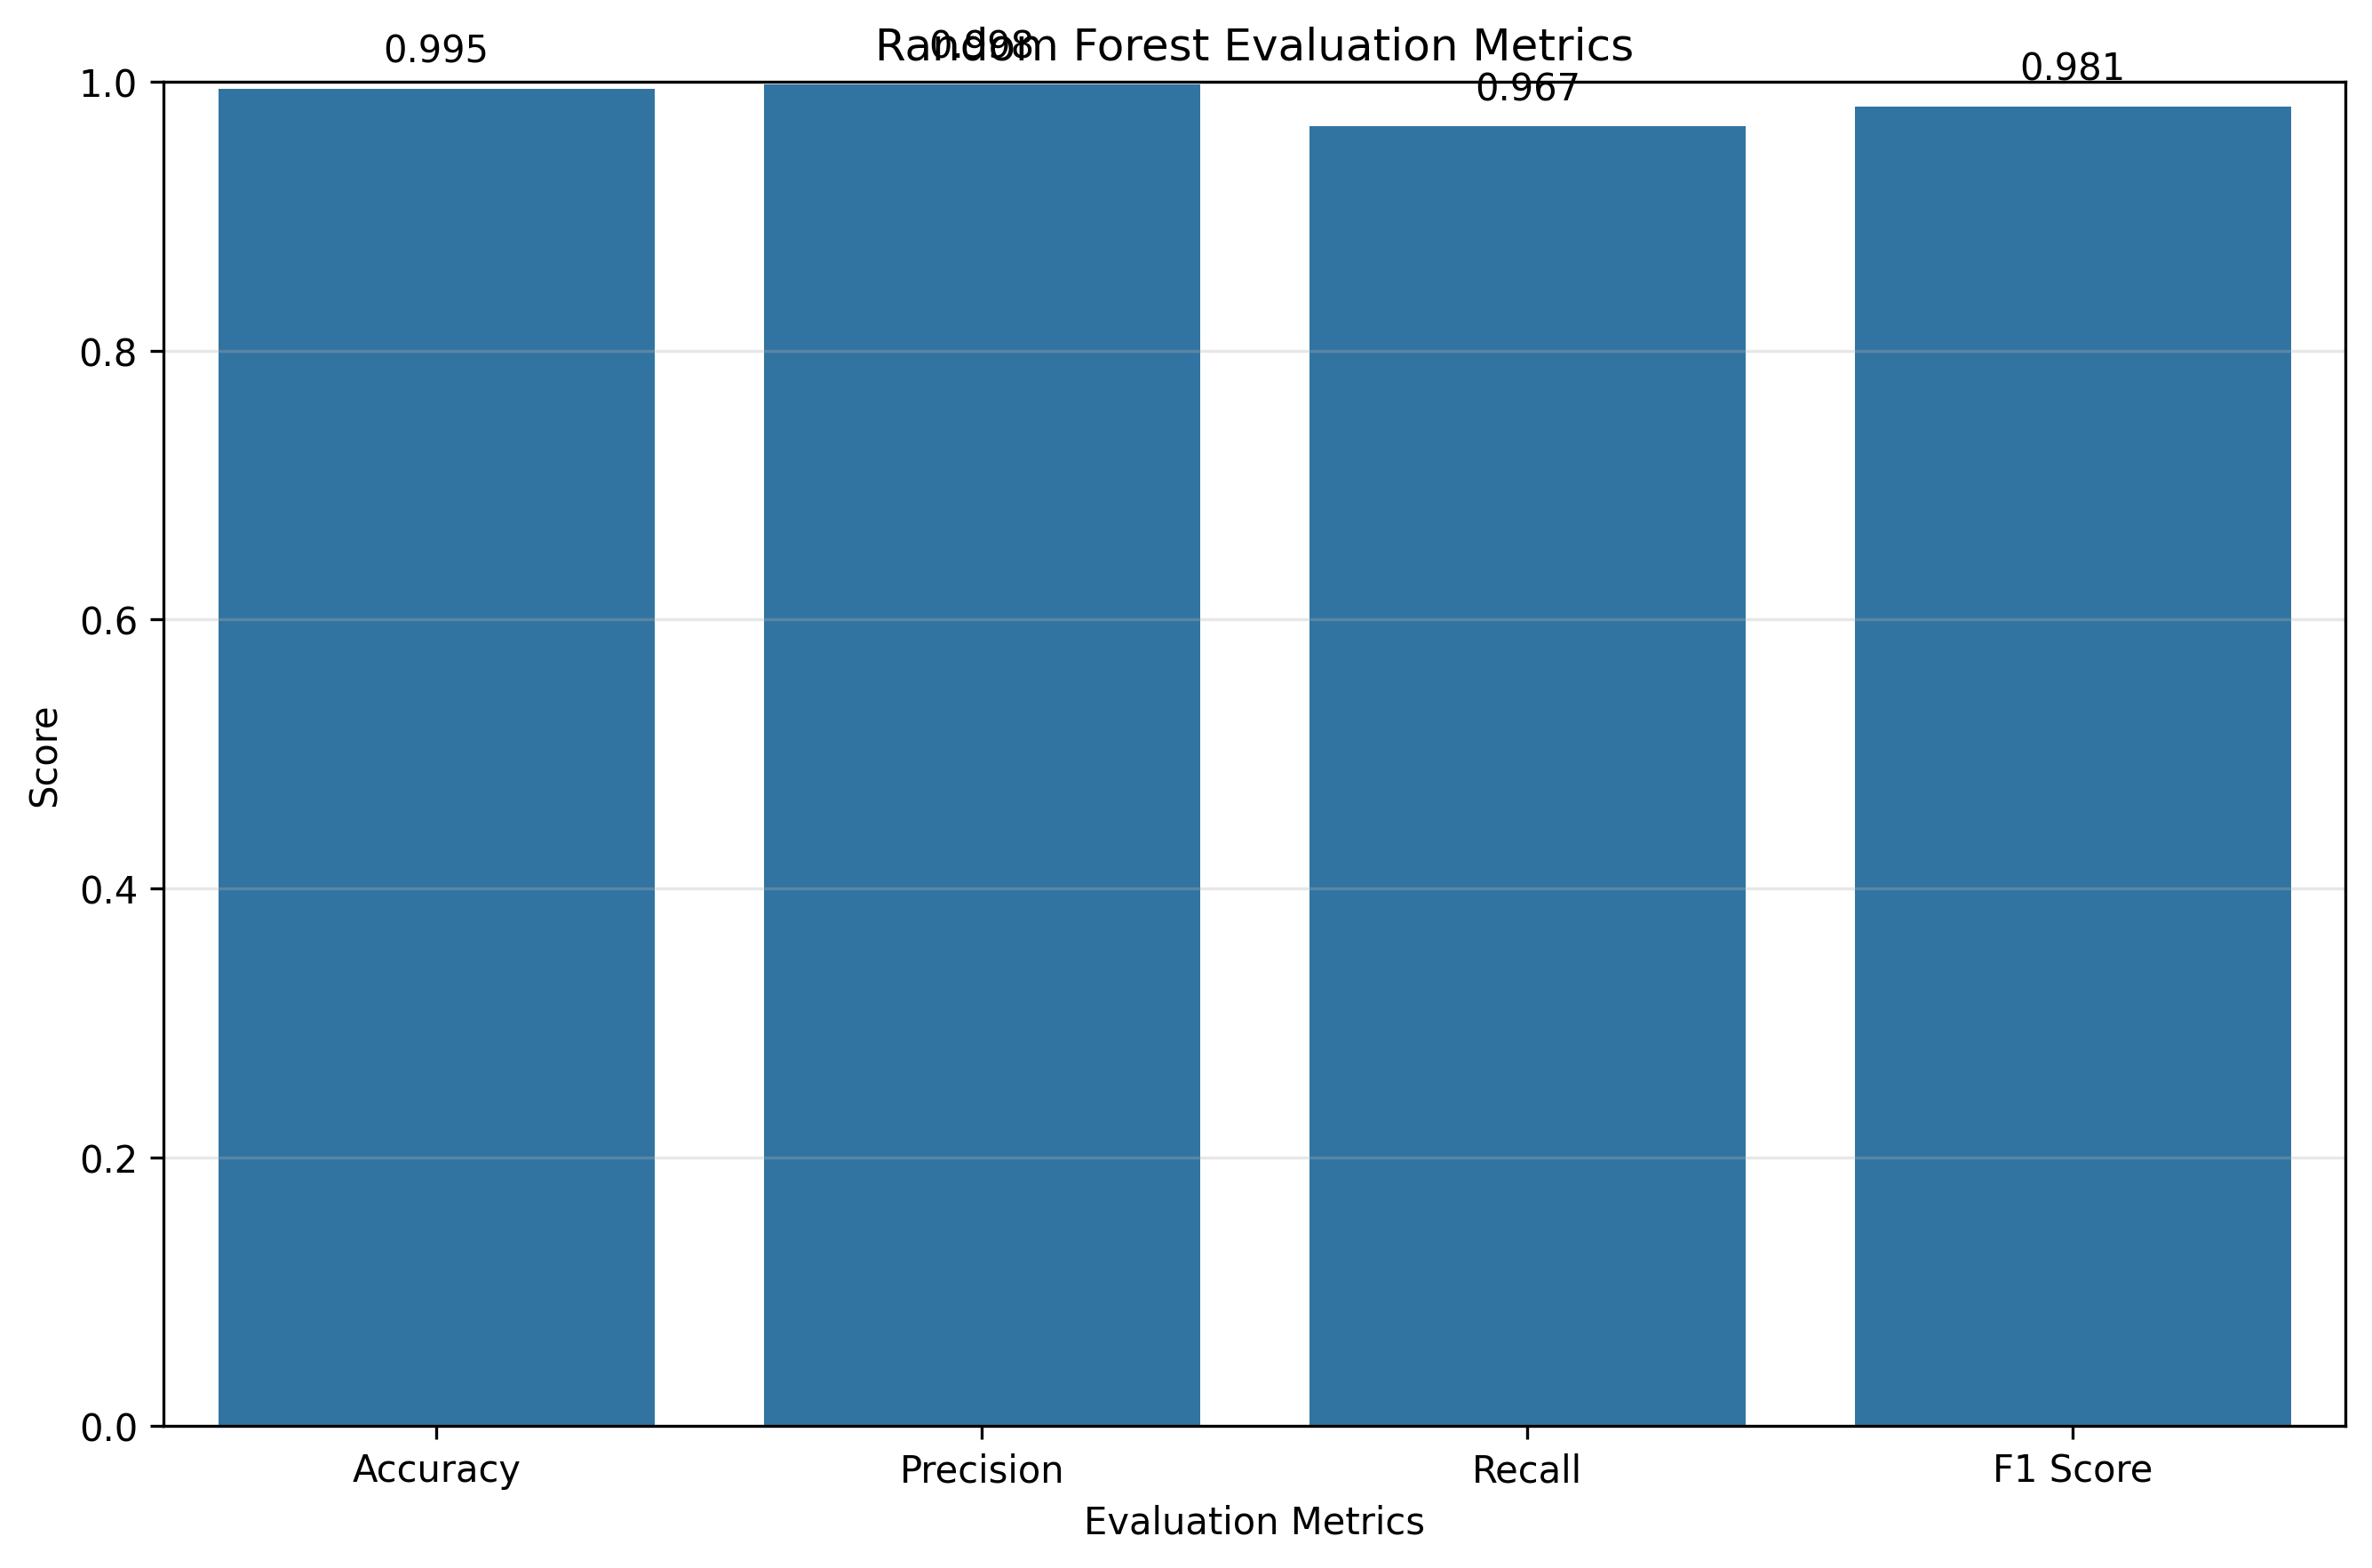 Random Forest Evaluation Metrics
0.995
0.998
0.967
0.981
1.0
0.8
0.6
0.4
0.2
0.0
Score
Accuracy
Precision
Recall
F1 Score
Evaluation Metrics